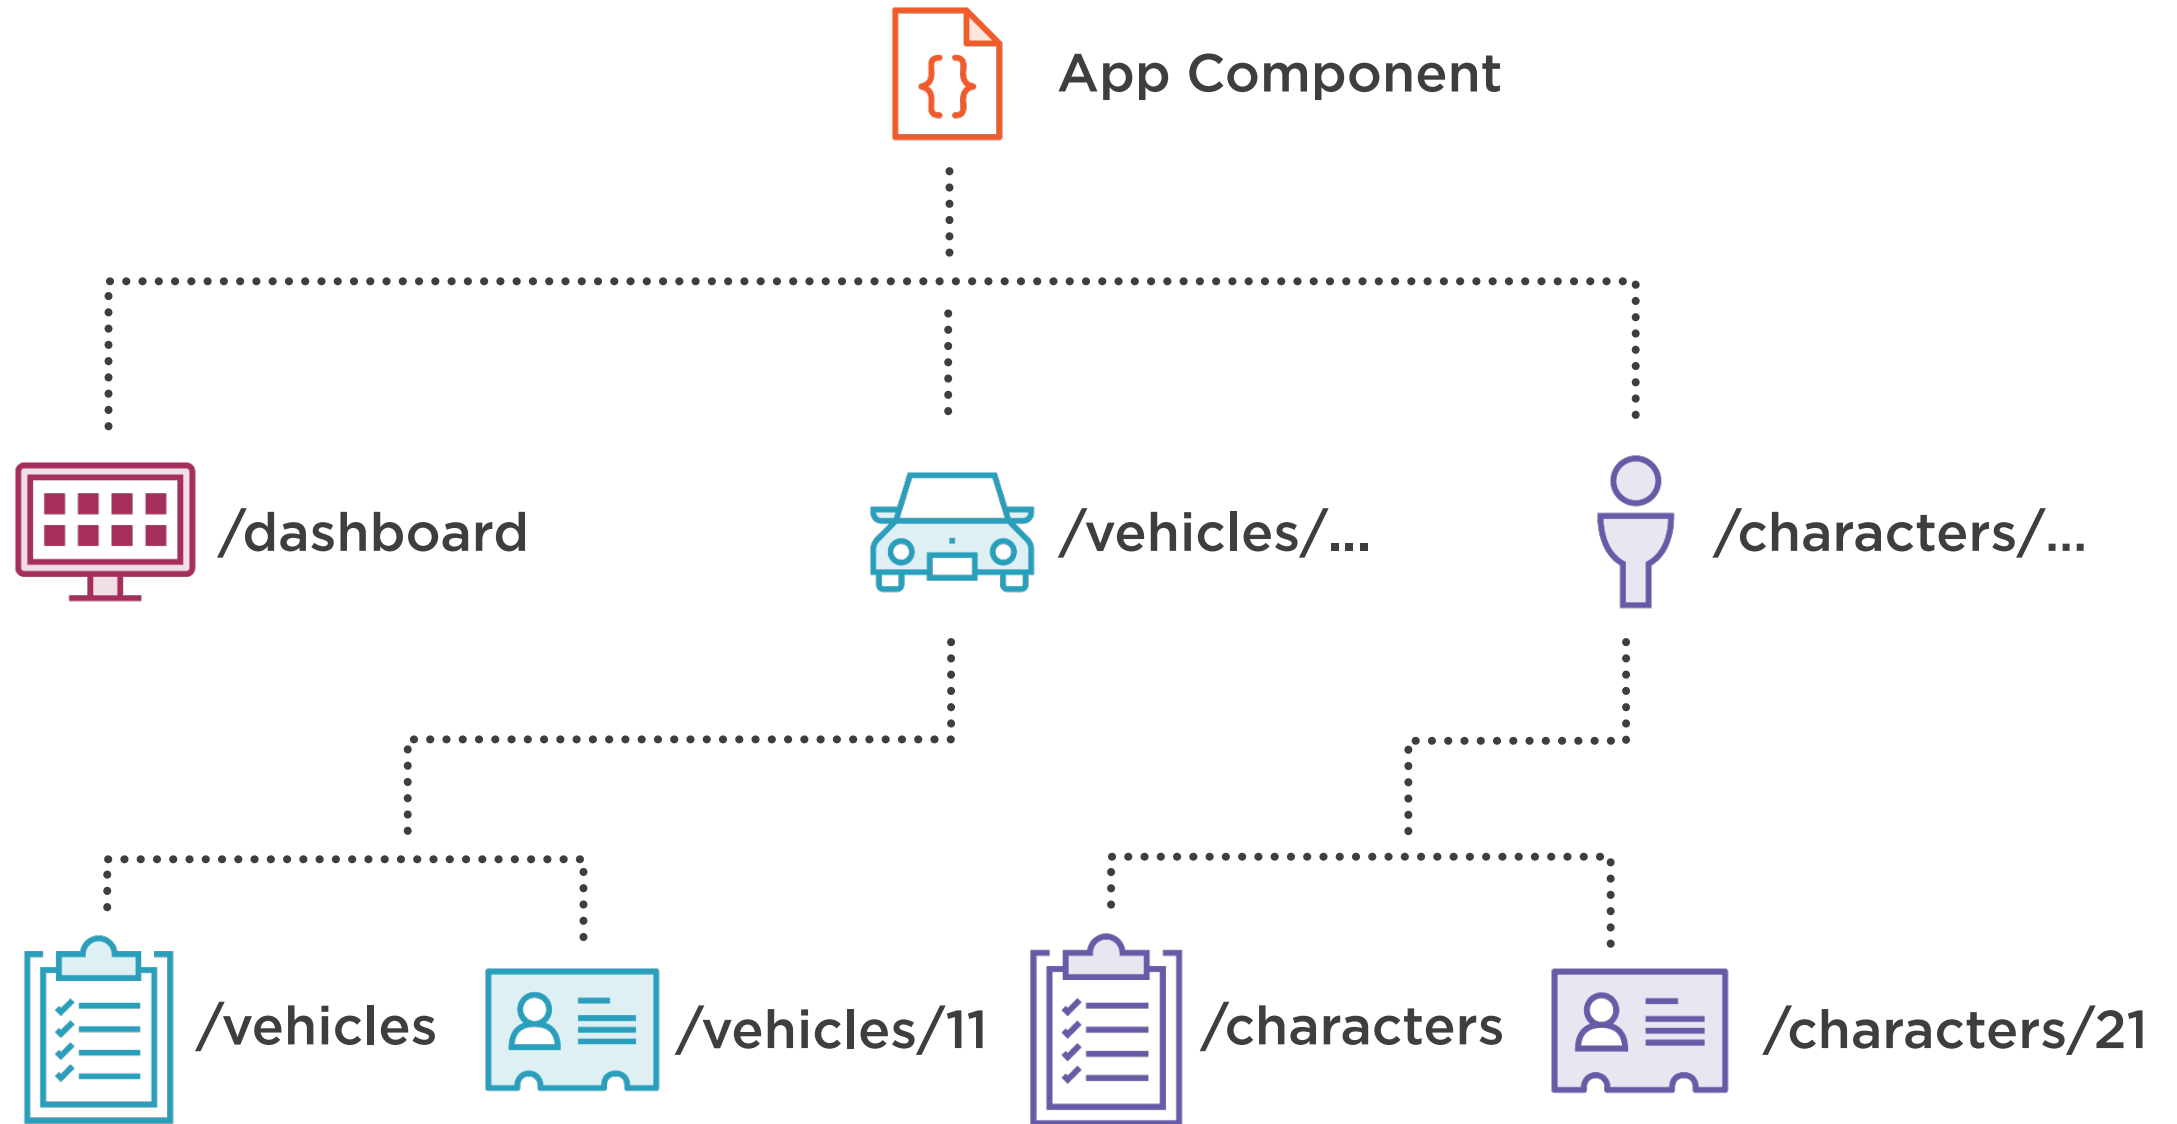 {}
App Component
/dashboard
/vehicles/...
/characters/...
/vehicles
/vehicles/11
/characters
/characters/21